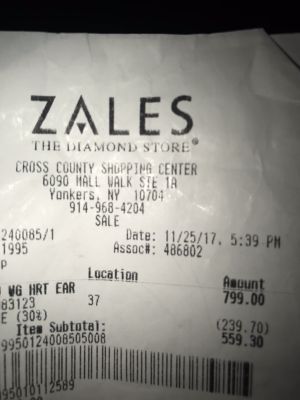 ZALES
THE DIAMOND STORE®
CROSS COUNTY SHOPPING CENTER
6090 MALL WALK STE 1A
Yonkers, NY 10704
914-968-4204
SALE
240085/1 Date: 11/25/17, 5:39 PM
1995 Assoc#: 486802
P
Location Amount
WG HRT EAR 799.00
83123 37
E (30%) (239.70)
Item Subtotal: 559.30
9950124008505008
995010112589